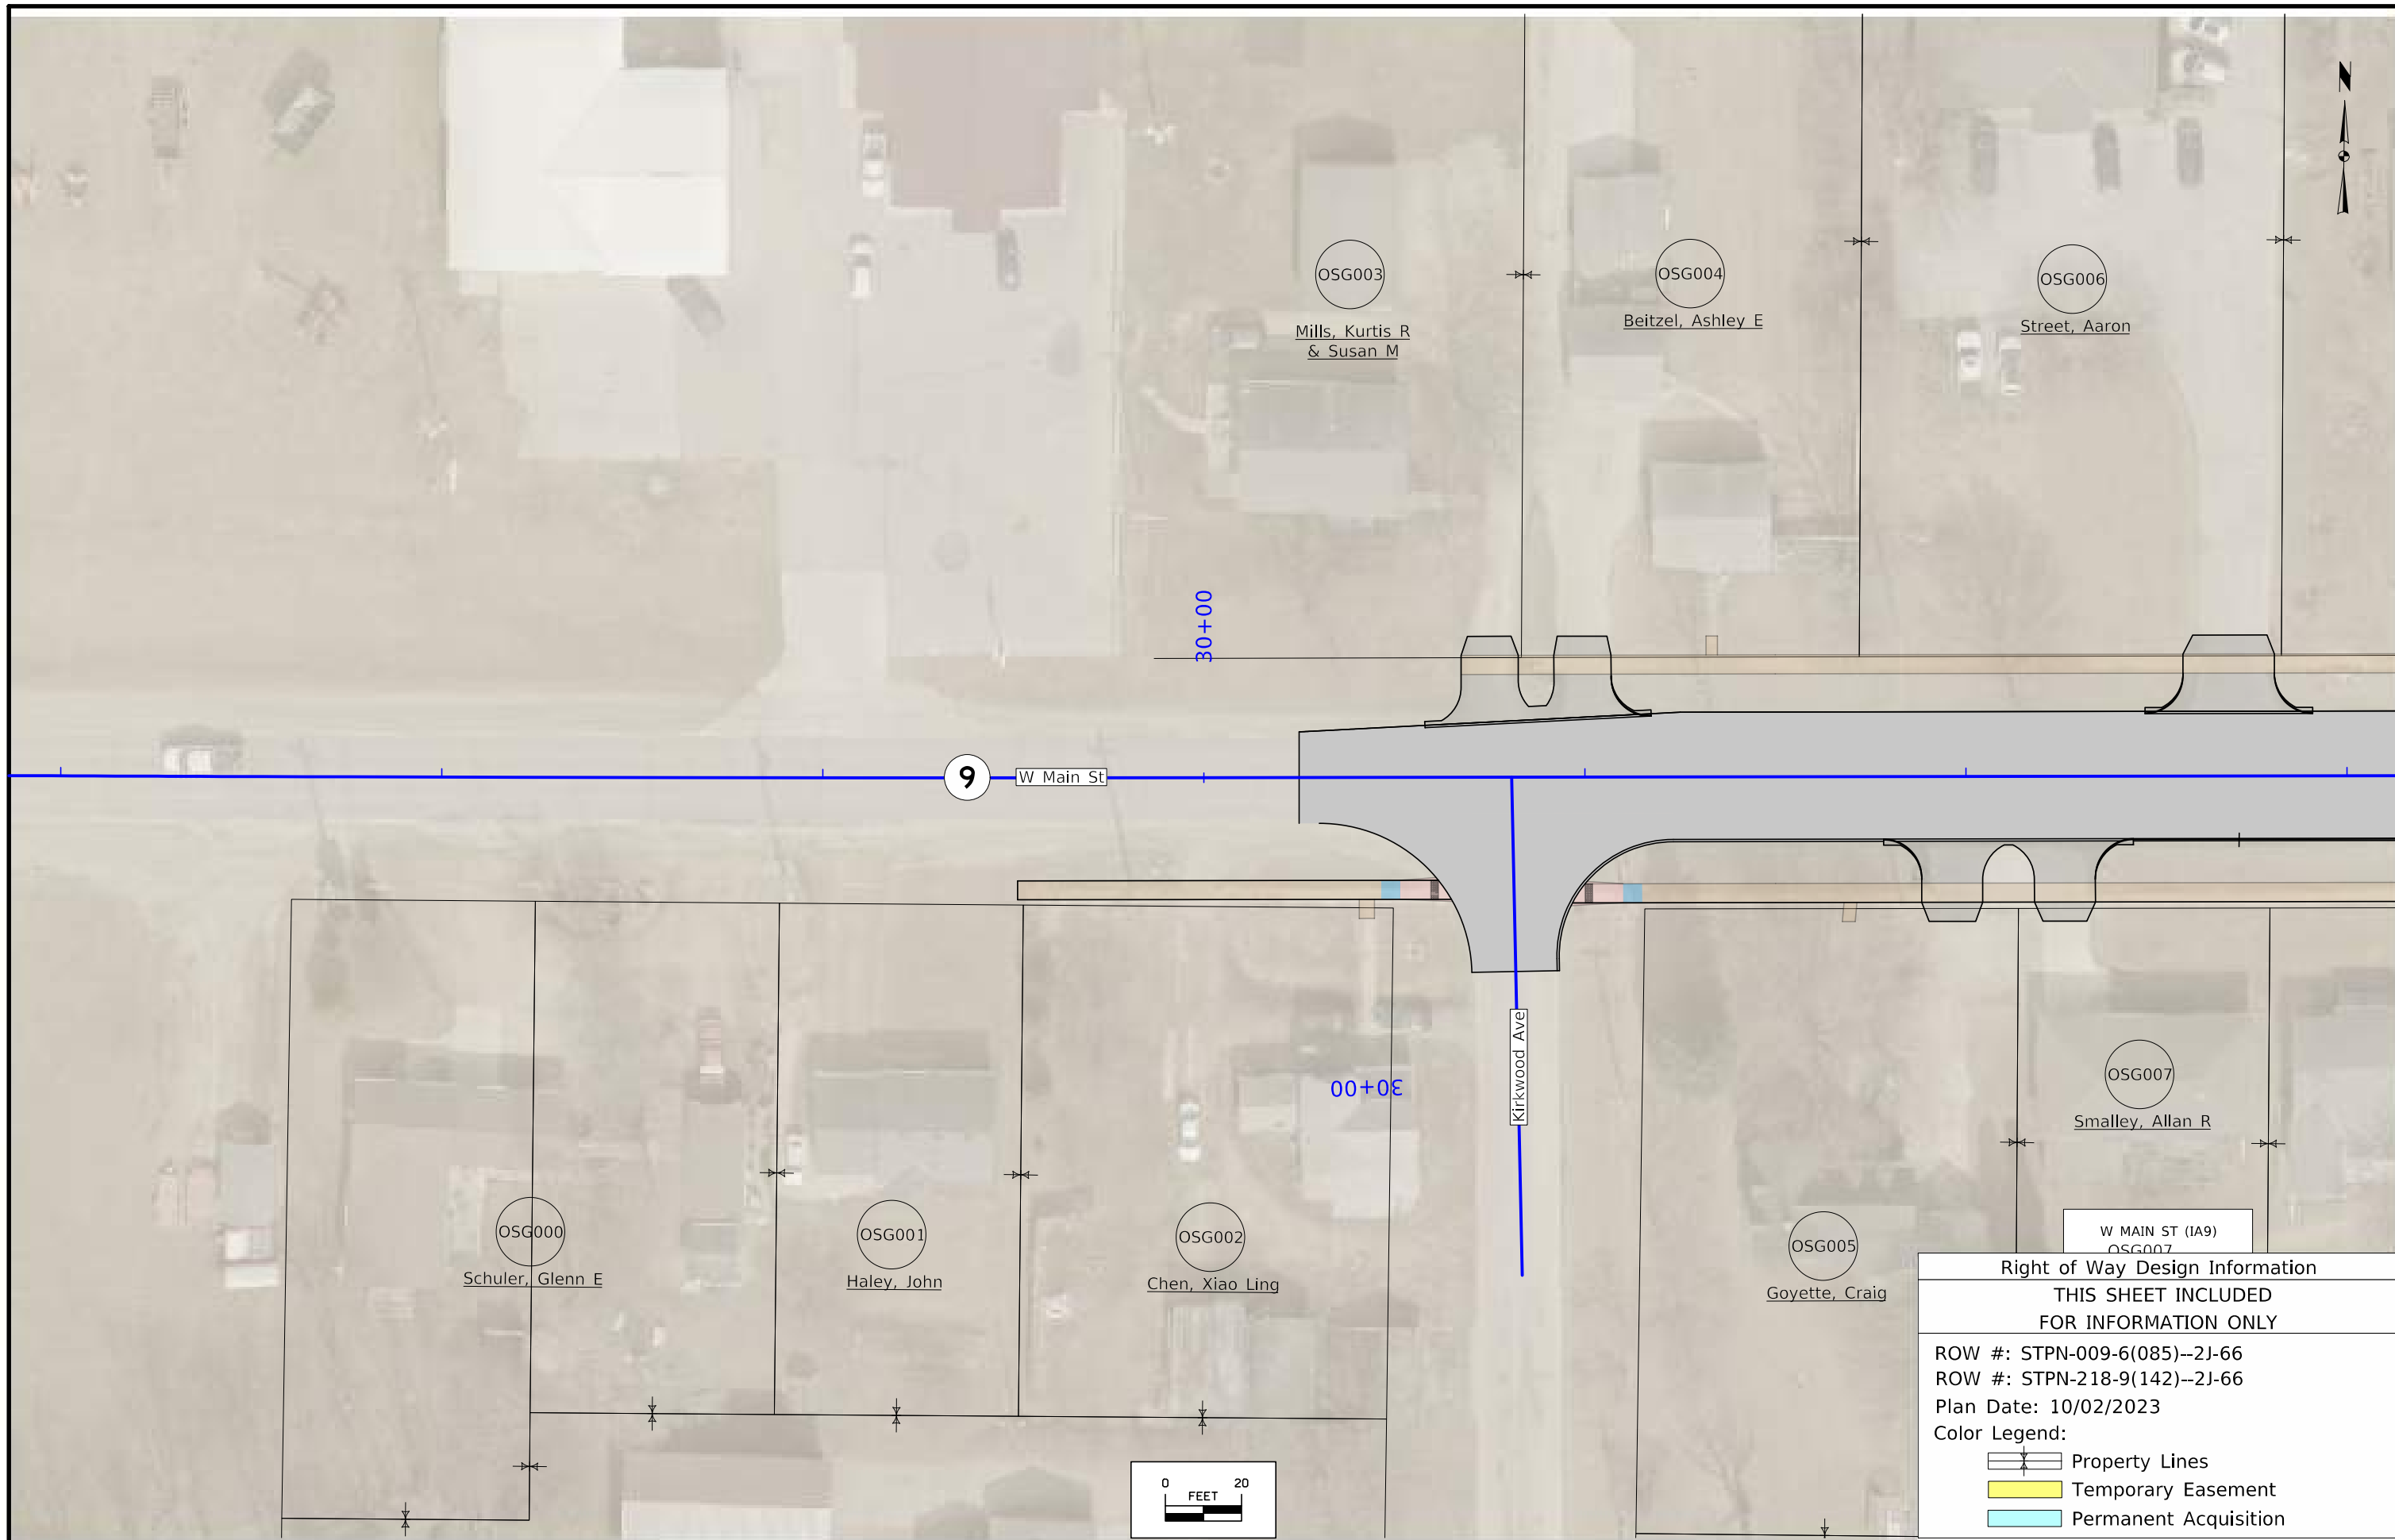 N
OSG003
Mills, Kurtis R
& Susan M
OSG004
Beitzel, Ashley E
OSG006
Street, Aaron
30+00
9
W Main St
Kirkwood Ave
30+00
OSG000
Schuler, Glenn E
OSG001
Haley, John
OSG002
Chen, Xiao Ling
OSG005
Goyette, Craig
OSG007
Smalley, Allan R
W MAIN ST (IA9)
OSG007
Right of Way Design Information
THIS SHEET INCLUDED
FOR INFORMATION ONLY
ROW #: STPN-009-6(085)--2J-66
ROW #: STPN-218-9(142)--2J-66
Plan Date: 10/02/2023
Color Legend:
Property Lines
Temporary Easement
Permanent Acquisition
0 20
FEET